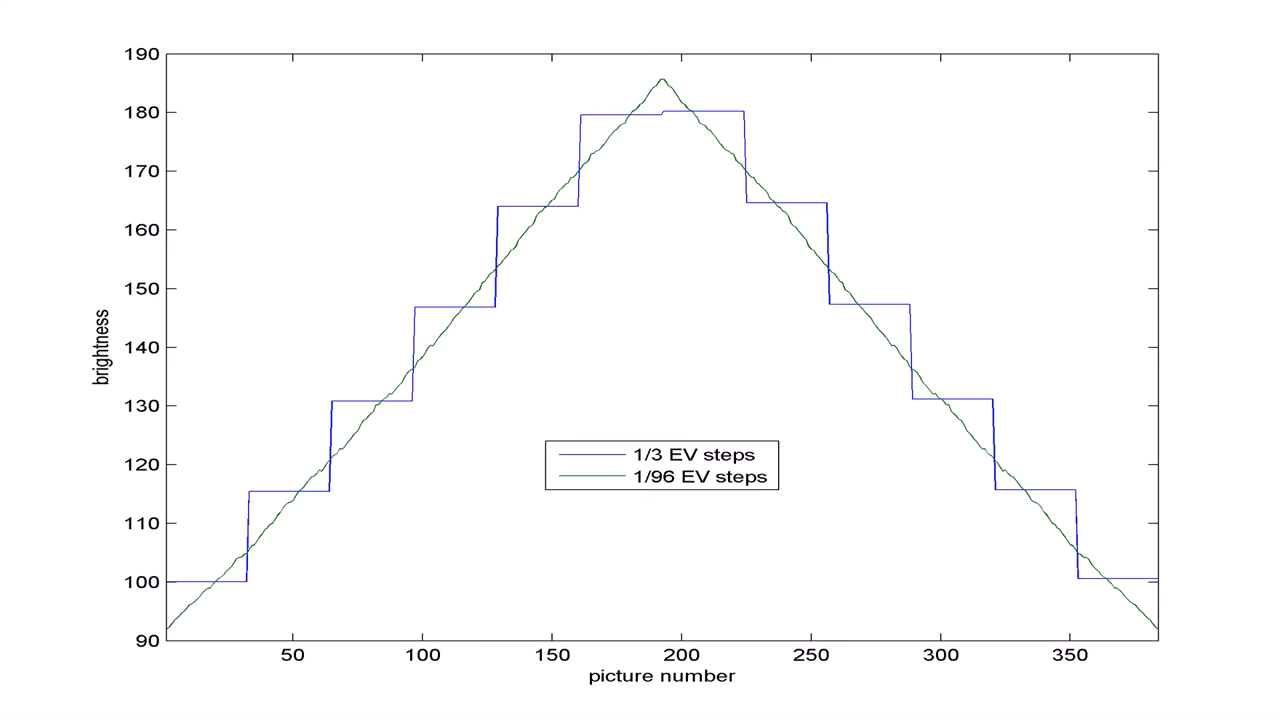 190
180
170
160
150
140
130
120
110
100
90
brightness
1/3 EV steps
1/96 EV steps
50 100 150 200 250 300 350
picture number